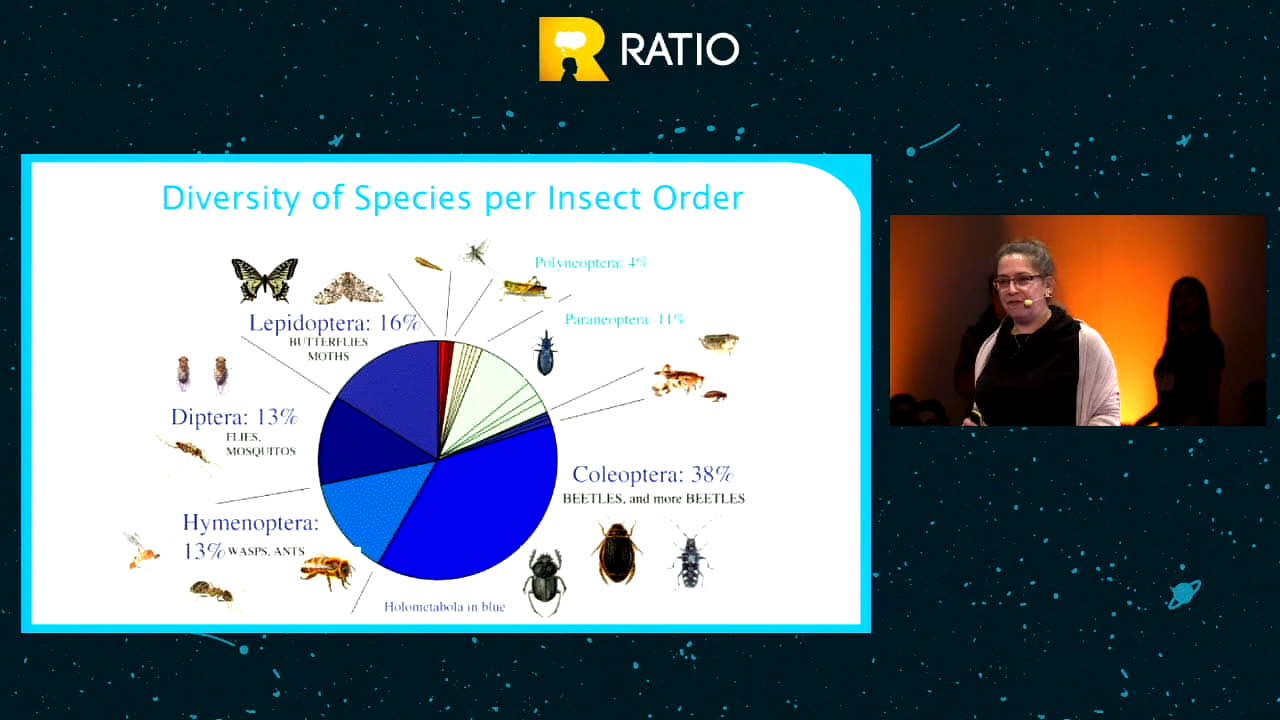 RATIO
Diversity of Species per Insect Order
Polyneoptera: 4%
Paraneoptera: 11%
Lepidoptera: 16%
BUTTERFLIES
MOTHS
Diptera: 13%
FLIES,
MOSQUITOS
Coleoptera: 38%
BEETLES, and more BEETLES
Hymenoptera:
13% WASPS, ANTS
Holometabola in blue